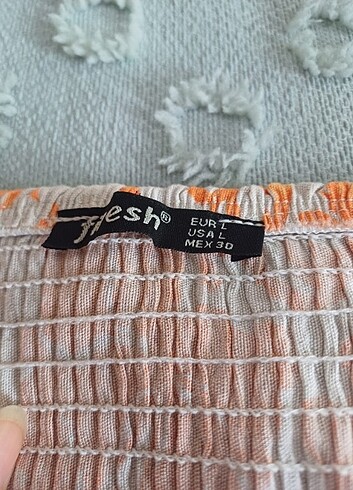 fresh®
EUR L
USA L
MEX 30